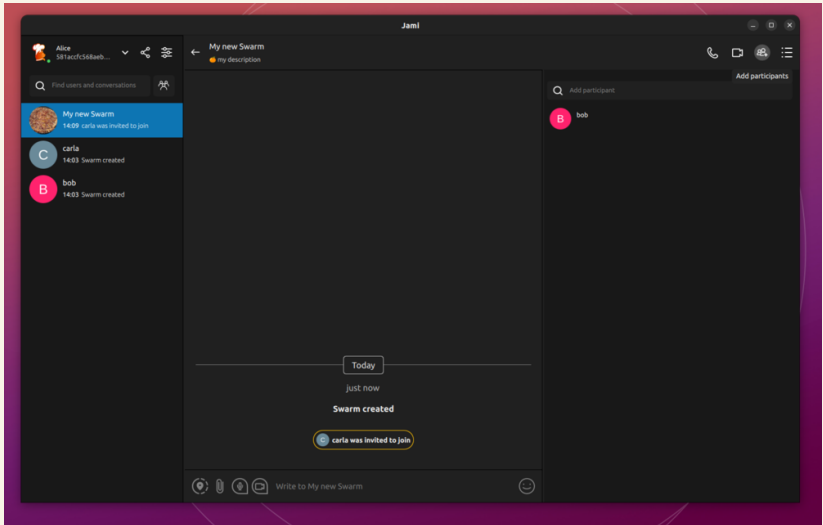 Jami
Alice
581accfc568aeb...
My new Swarm
my description
Find users and conversations
Add participants
Add participant
My new Swarm
14:09 carla was invited to join
C
carla
14:03 Swarm created
B
bob
14:03 Swarm created
B
bob
Today
just now
Swarm created
C carla was invited to join
Write to My new Swarm